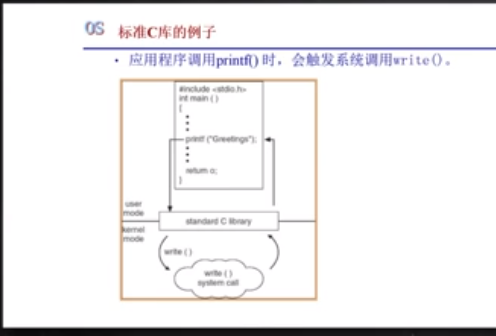 OS 标准C库的例子
• 应用程序调用printf() 时，会触发系统调用write()。
#include <stdio.h>
int main ( )
{
printf ("Greetings");
return o;
}
user
mode
standard C library
kernel
mode
write ( )
write ( )
system call